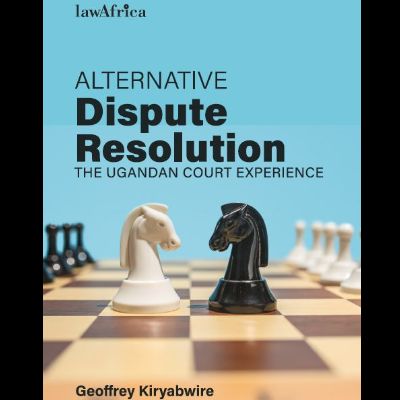 lawAfrica
ALTERNATIVE
Dispute
Resolution
THE UGANDAN COURT EXPERIENCE
Geoffrey Kiryabwire